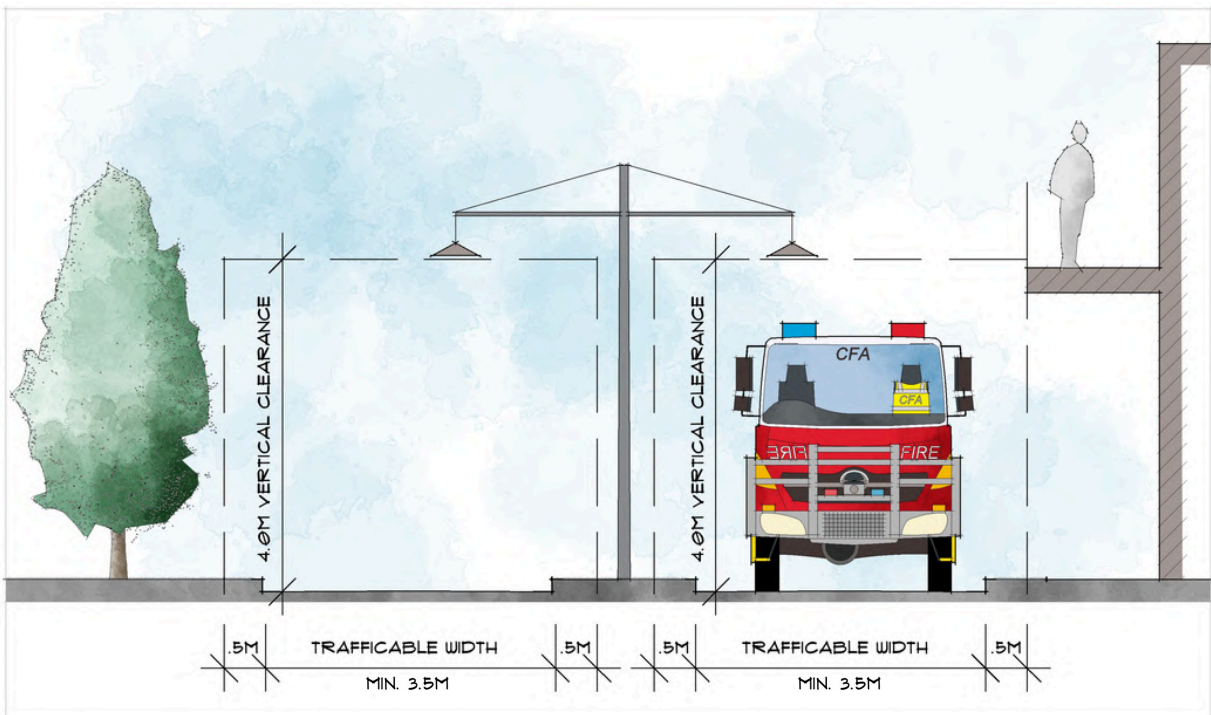 CFA
CFA
FIRE FIRE
4.0M VERTICAL CLEARANCE
4.0M VERTICAL CLEARANCE
.5M TRAFFICABLE WIDTH .5M .5M TRAFFICABLE WIDTH .5M
MIN. 3.5M MIN. 3.5M